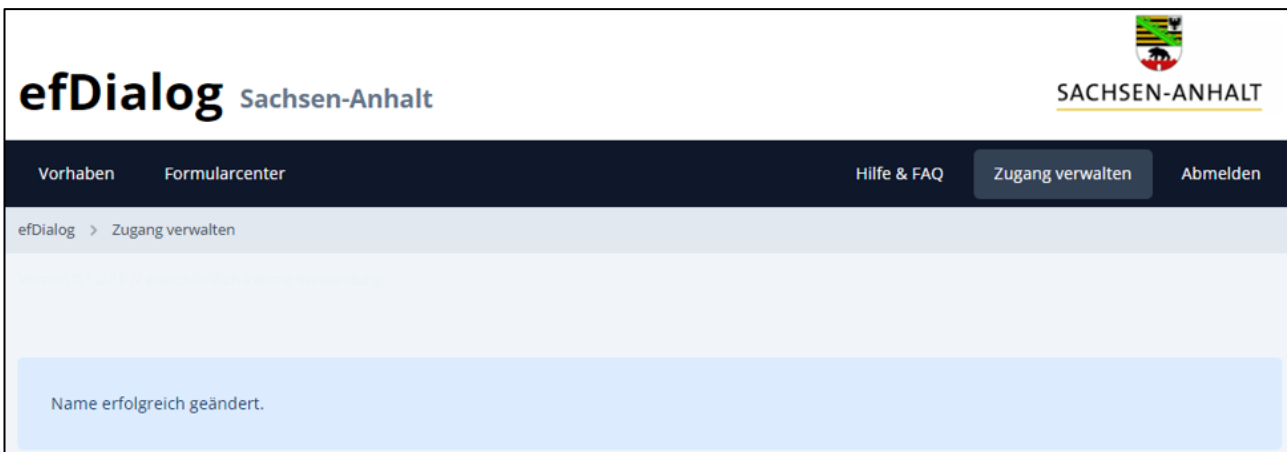 efDialog Sachsen-Anhalt
SACHSEN-ANHALT
Vorhaben Formularcenter Hilfe & FAQ Zugang verwalten Abmelden
efDialog > Zugang verwalten
Name erfolgreich geändert.